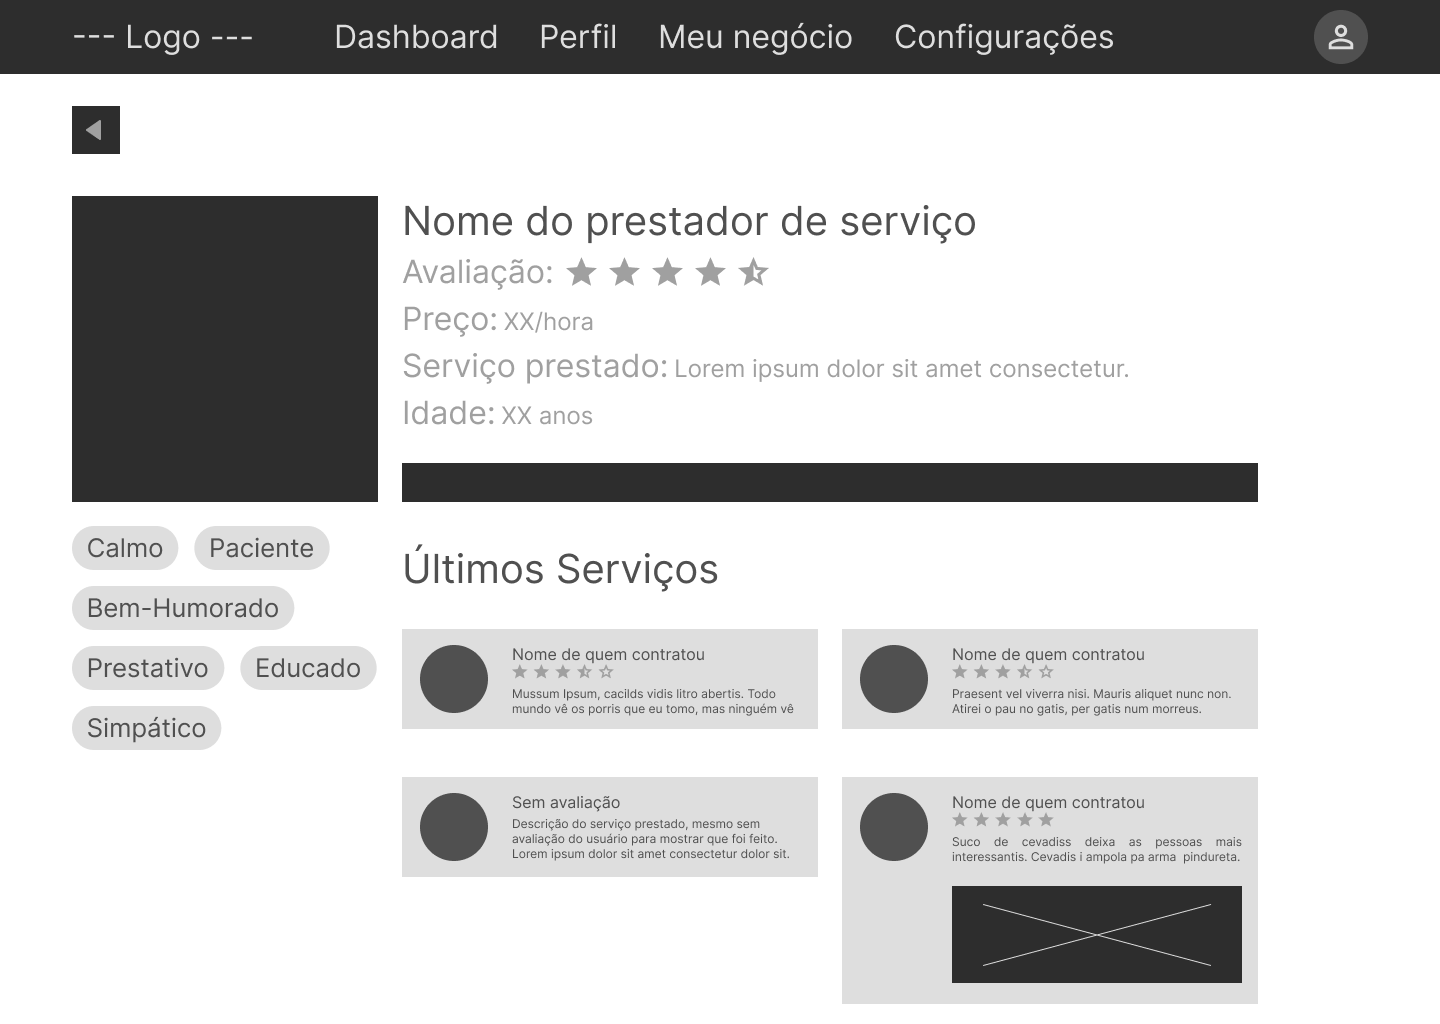 --- Logo --- Dashboard Perfil Meu negócio Configurações
Nome do prestador de serviço
Avaliação:
Preço: XX/hora
Serviço prestado: Lorem ipsum dolor sit amet consectetur.
Idade: XX anos
Calmo Paciente
Bem-Humorado
Prestativo Educado
Simpático
Últimos Serviços
Nome de quem contratou
Mussum Ipsum, cacilds vidis litro abertis. Todo
mundo vê os porris que eu tomo, mas ninguém vê
Nome de quem contratou
Praesent vel viverra nisi. Mauris aliquet nunc non.
Atirei o pau no gatis, per gatis num morreus.
Sem avaliação
Descrição do serviço prestado, mesmo sem
avaliação do usuário para mostrar que foi feito.
Lorem ipsum dolor sit amet consectetur dolor sit.
Nome de quem contratou
Suco de cevadiss deixa as pessoas mais
interessantis. Cevadis i ampola pa arma pindureta.